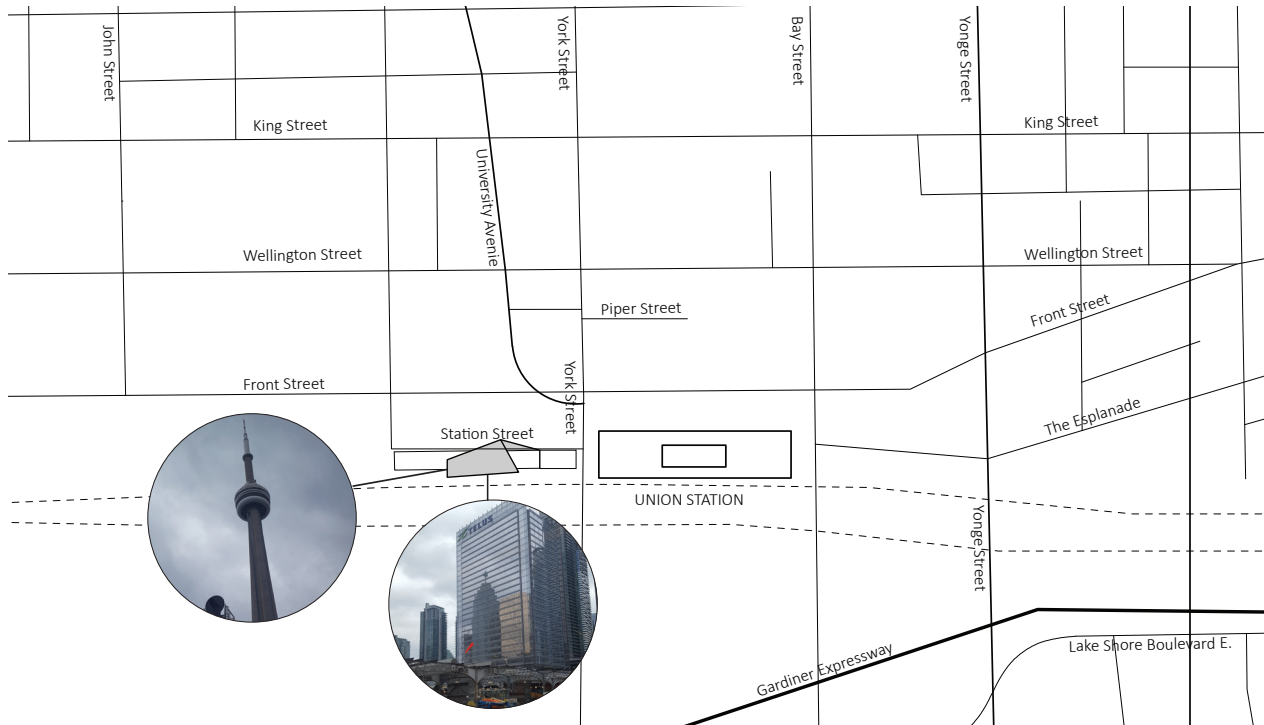 John Street
York Street
Bay Street
Yonge Street
King Street
King Street
University Avenie
Wellington Street
Wellington Street
Piper Street
Front Street
Front Street
York Street
The Esplanade
Station Street
UNION STATION
TELUS
Yonge Street
Gardiner Expressway
Lake Shore Boulevard E.